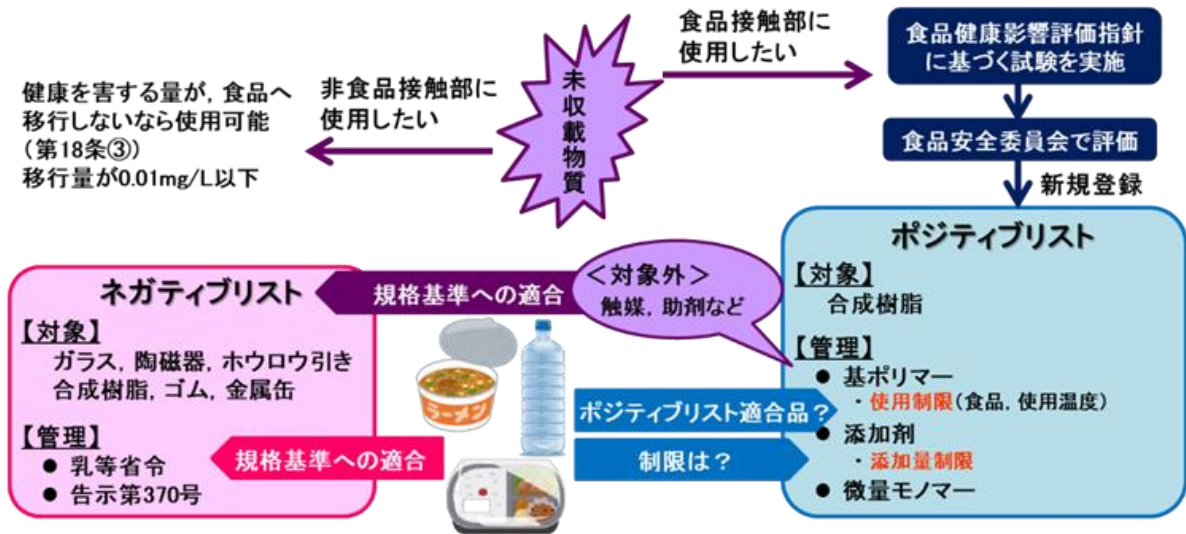 食品接触部に
使用したい
食品健康影響評価指針
に基づく試験を実施
未収載物質
非食品接触部に
使用したい
健康を害する量が，食品へ
移行しないなら使用可能
（第18条③）
移行量が0.01mg/L以下
食品安全委員会で評価
新規登録
ポジティブリスト
【対象】
合成樹脂
【管理】
● 基ポリマー
・使用制限（食品，使用温度）
● 添加剤
・添加量制限
● 微量モノマー
＜対象外＞
触媒，助剤など
規格基準への適合
ネガティブリスト
【対象】
ガラス，陶磁器，ホウロウ引き
合成樹脂，ゴム，金属缶
【管理】
● 乳等省令
● 告示第370号
規格基準への適合
ラーメン
ポジティブリスト適合品？
制限は？